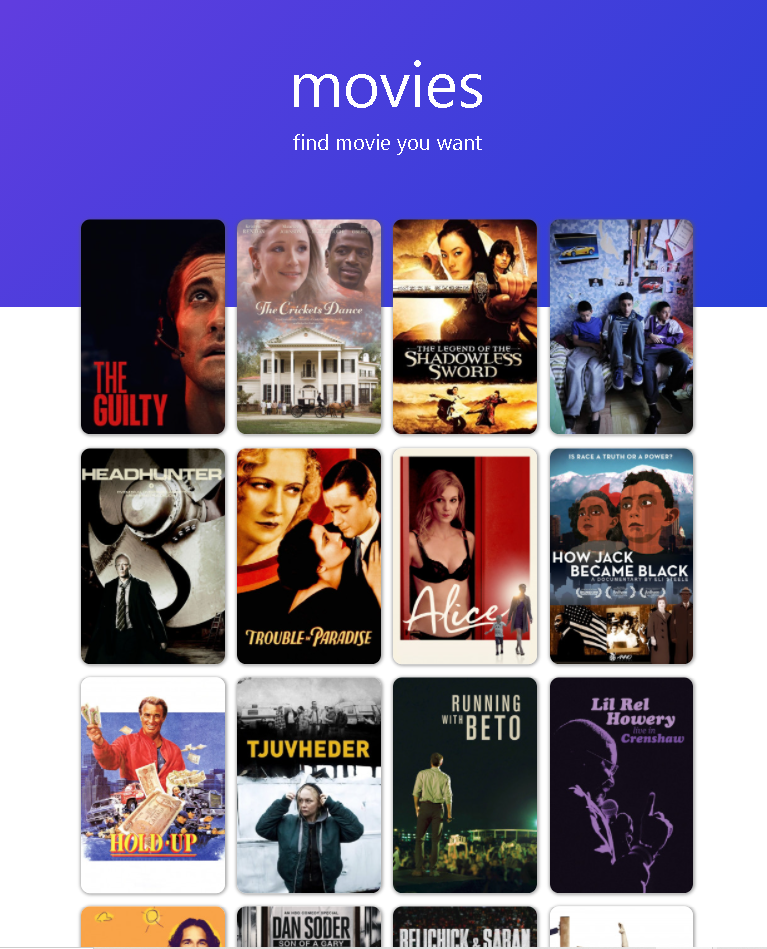 movies
find movie you want
THE
GUILTY
The Crickets Dance
THE LEGEND OF THE
SHADOWLESS
SWORD
HEADHUNTER
TROUBLE IN PARADISE
Alice
IS RACE A TRUTH OR A POWER?
HOW JACK
BECAME BLACK
A DOCUMENTARY BY ELI STEELE
HOLD-UP
TJUVHEDER
RUNNING
WITH BETO
Lil Rel
Howery
live in
Crenshaw
DAN SODER
SON OF A GARY
BELICHICK & SABAN